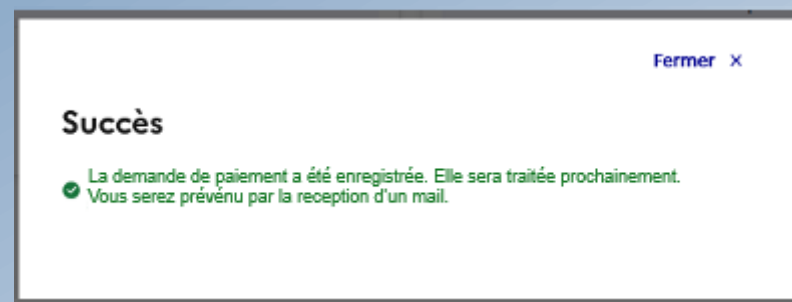 Fermer ×
Succès
La demande de paiement a été enregistrée. Elle sera traitée prochainement.
Vous serez prévénu par la reception d'un mail.